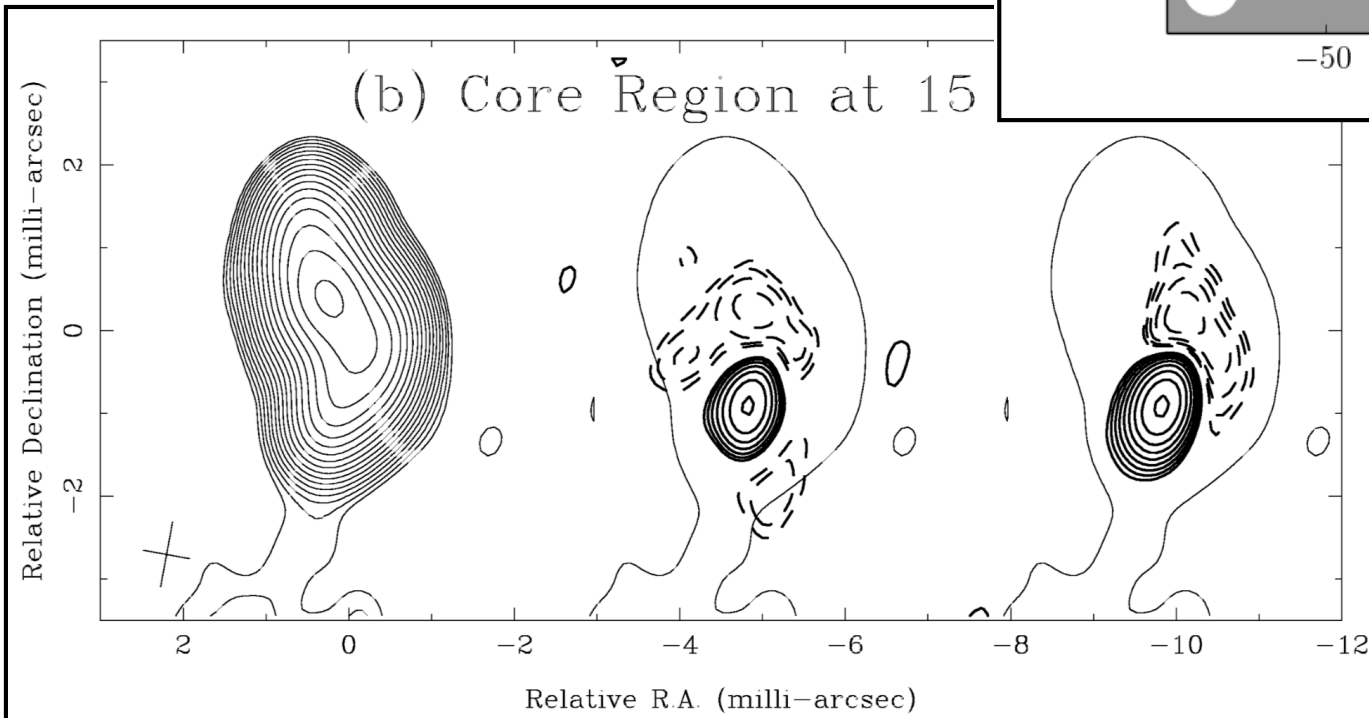 −50
(b) Core Region at 15
Relative Declination (milli−arcsec)
2
0
−2
2 0 −2 −4 −6 −8 −10 −12
Relative R.A. (milli−arcsec)